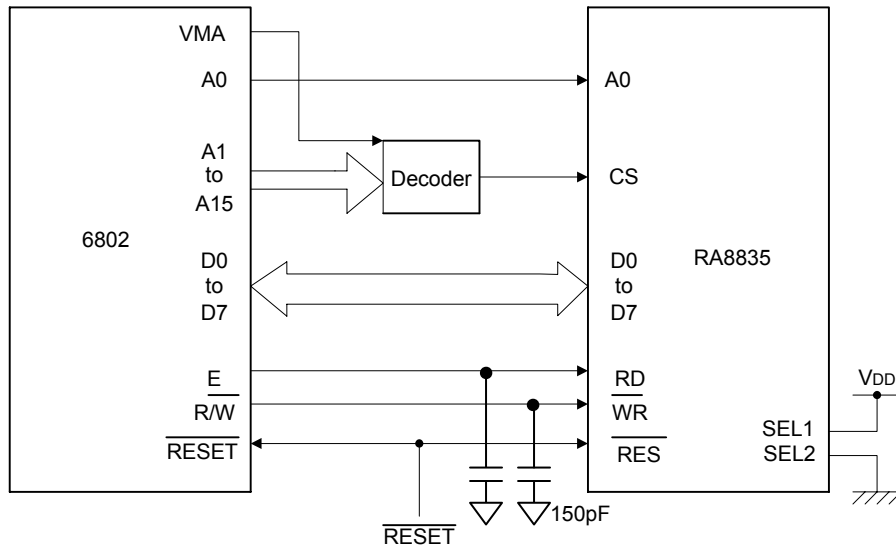 VMA
A0
A1
to
A15
6802
D0
to
D7
E
R/W
RESET
Decoder
A0
CS
RA8835
D0
to
D7
RD
WR
RES
VDD
SEL1
SEL2
150pF
RESET